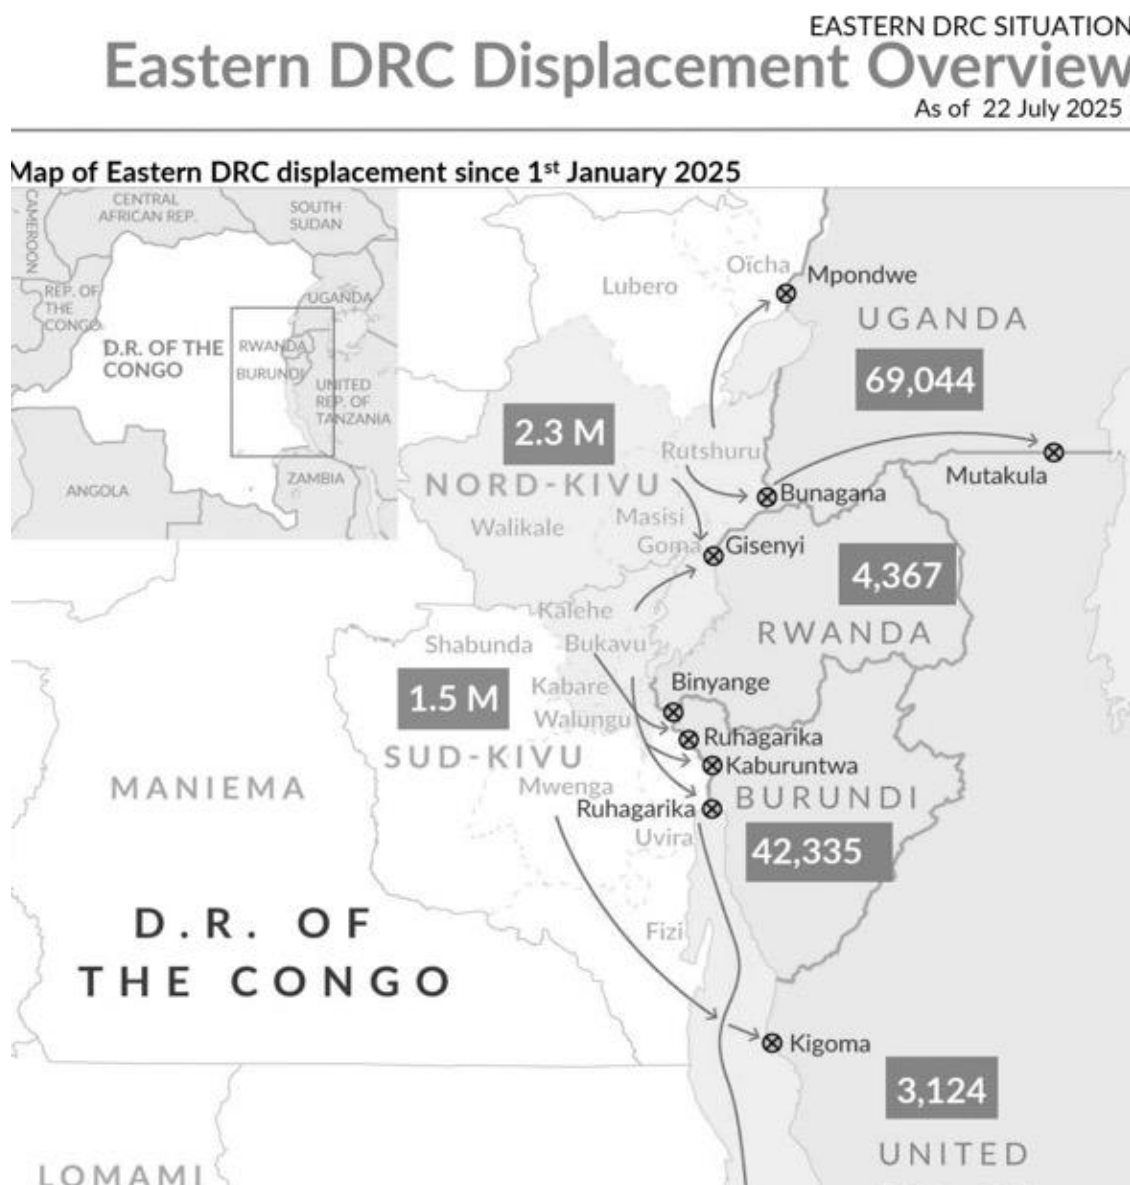 EASTERN DRC SITUATION
Eastern DRC Displacement Overview
As of 22 July 2025
Map of Eastern DRC displacement since 1st January 2025
CAMEROON
CENTRAL
AFRICAN REP.
SOUTH
SUDAN
REP. OF
THE
CONGO
UGANDA
D.R. OF THE
CONGO
RWANDA
BURUNDI
UNITED
REP. OF
TANZANIA
ANGOLA
ZAMBIA
Oïcha
Mpondwe
Lubero
UGANDA
69,044
2.3 M
Rutshuru
NORD-KIVU
Mutakula
Bunagana
Masisi
Walikale
Goma
Gisenyi
4,367
Kalehe
RWANDA
Shabunda
Bukavu
Binyange
Kabare
1.5 M
Walungu
Ruhagarika
SUD-KIVU
Kaburuntwa
Mwenga
MANIEMA
BURUNDI
Ruhagarika
Uvira
42,335
D.R. OF
THE CONGO
Fizi
Kigoma
3,124
UNITED
LOMAMI